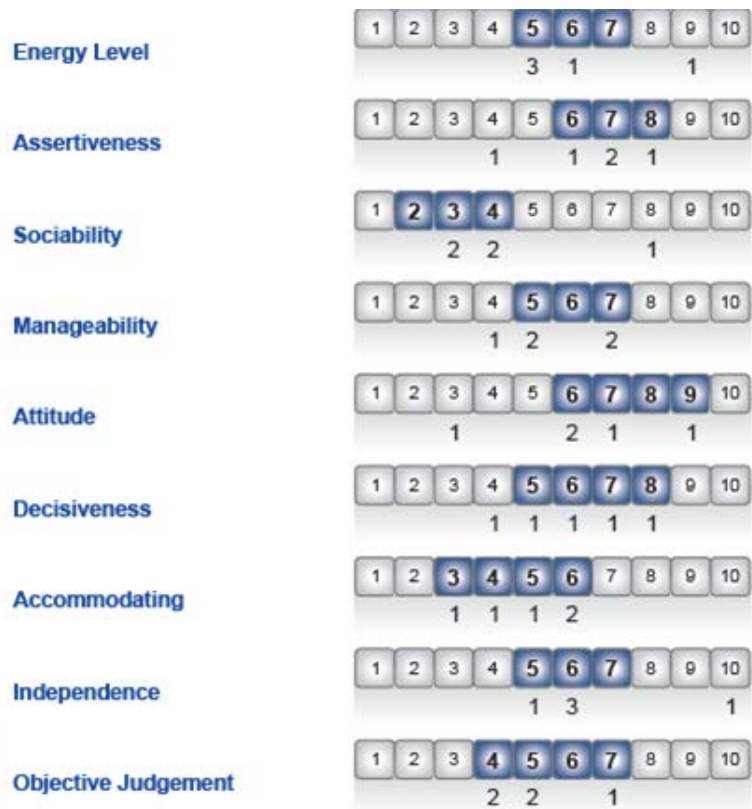 1 2 3 4 5 6 7 8 9 10
Energy Level
3 1 1
1 2 3 4 5 6 7 8 9 10
Assertiveness
1 1 2 1
1 2 3 4 5 6 7 8 9 10
Sociability
2 2 1
1 2 3 4 5 6 7 8 9 10
Manageability
1 2 2
1 2 3 4 5 6 7 8 9 10
Attitude
1 2 1 1
1 2 3 4 5 6 7 8 9 10
Decisiveness
1 1 1 1 1
1 2 3 4 5 6 7 8 9 10
Accommodating
1 1 1 2
1 2 3 4 5 6 7 8 9 10
Independence
1 3 1
1 2 3 4 5 6 7 8 9 10
Objective Judgement
2 2 1